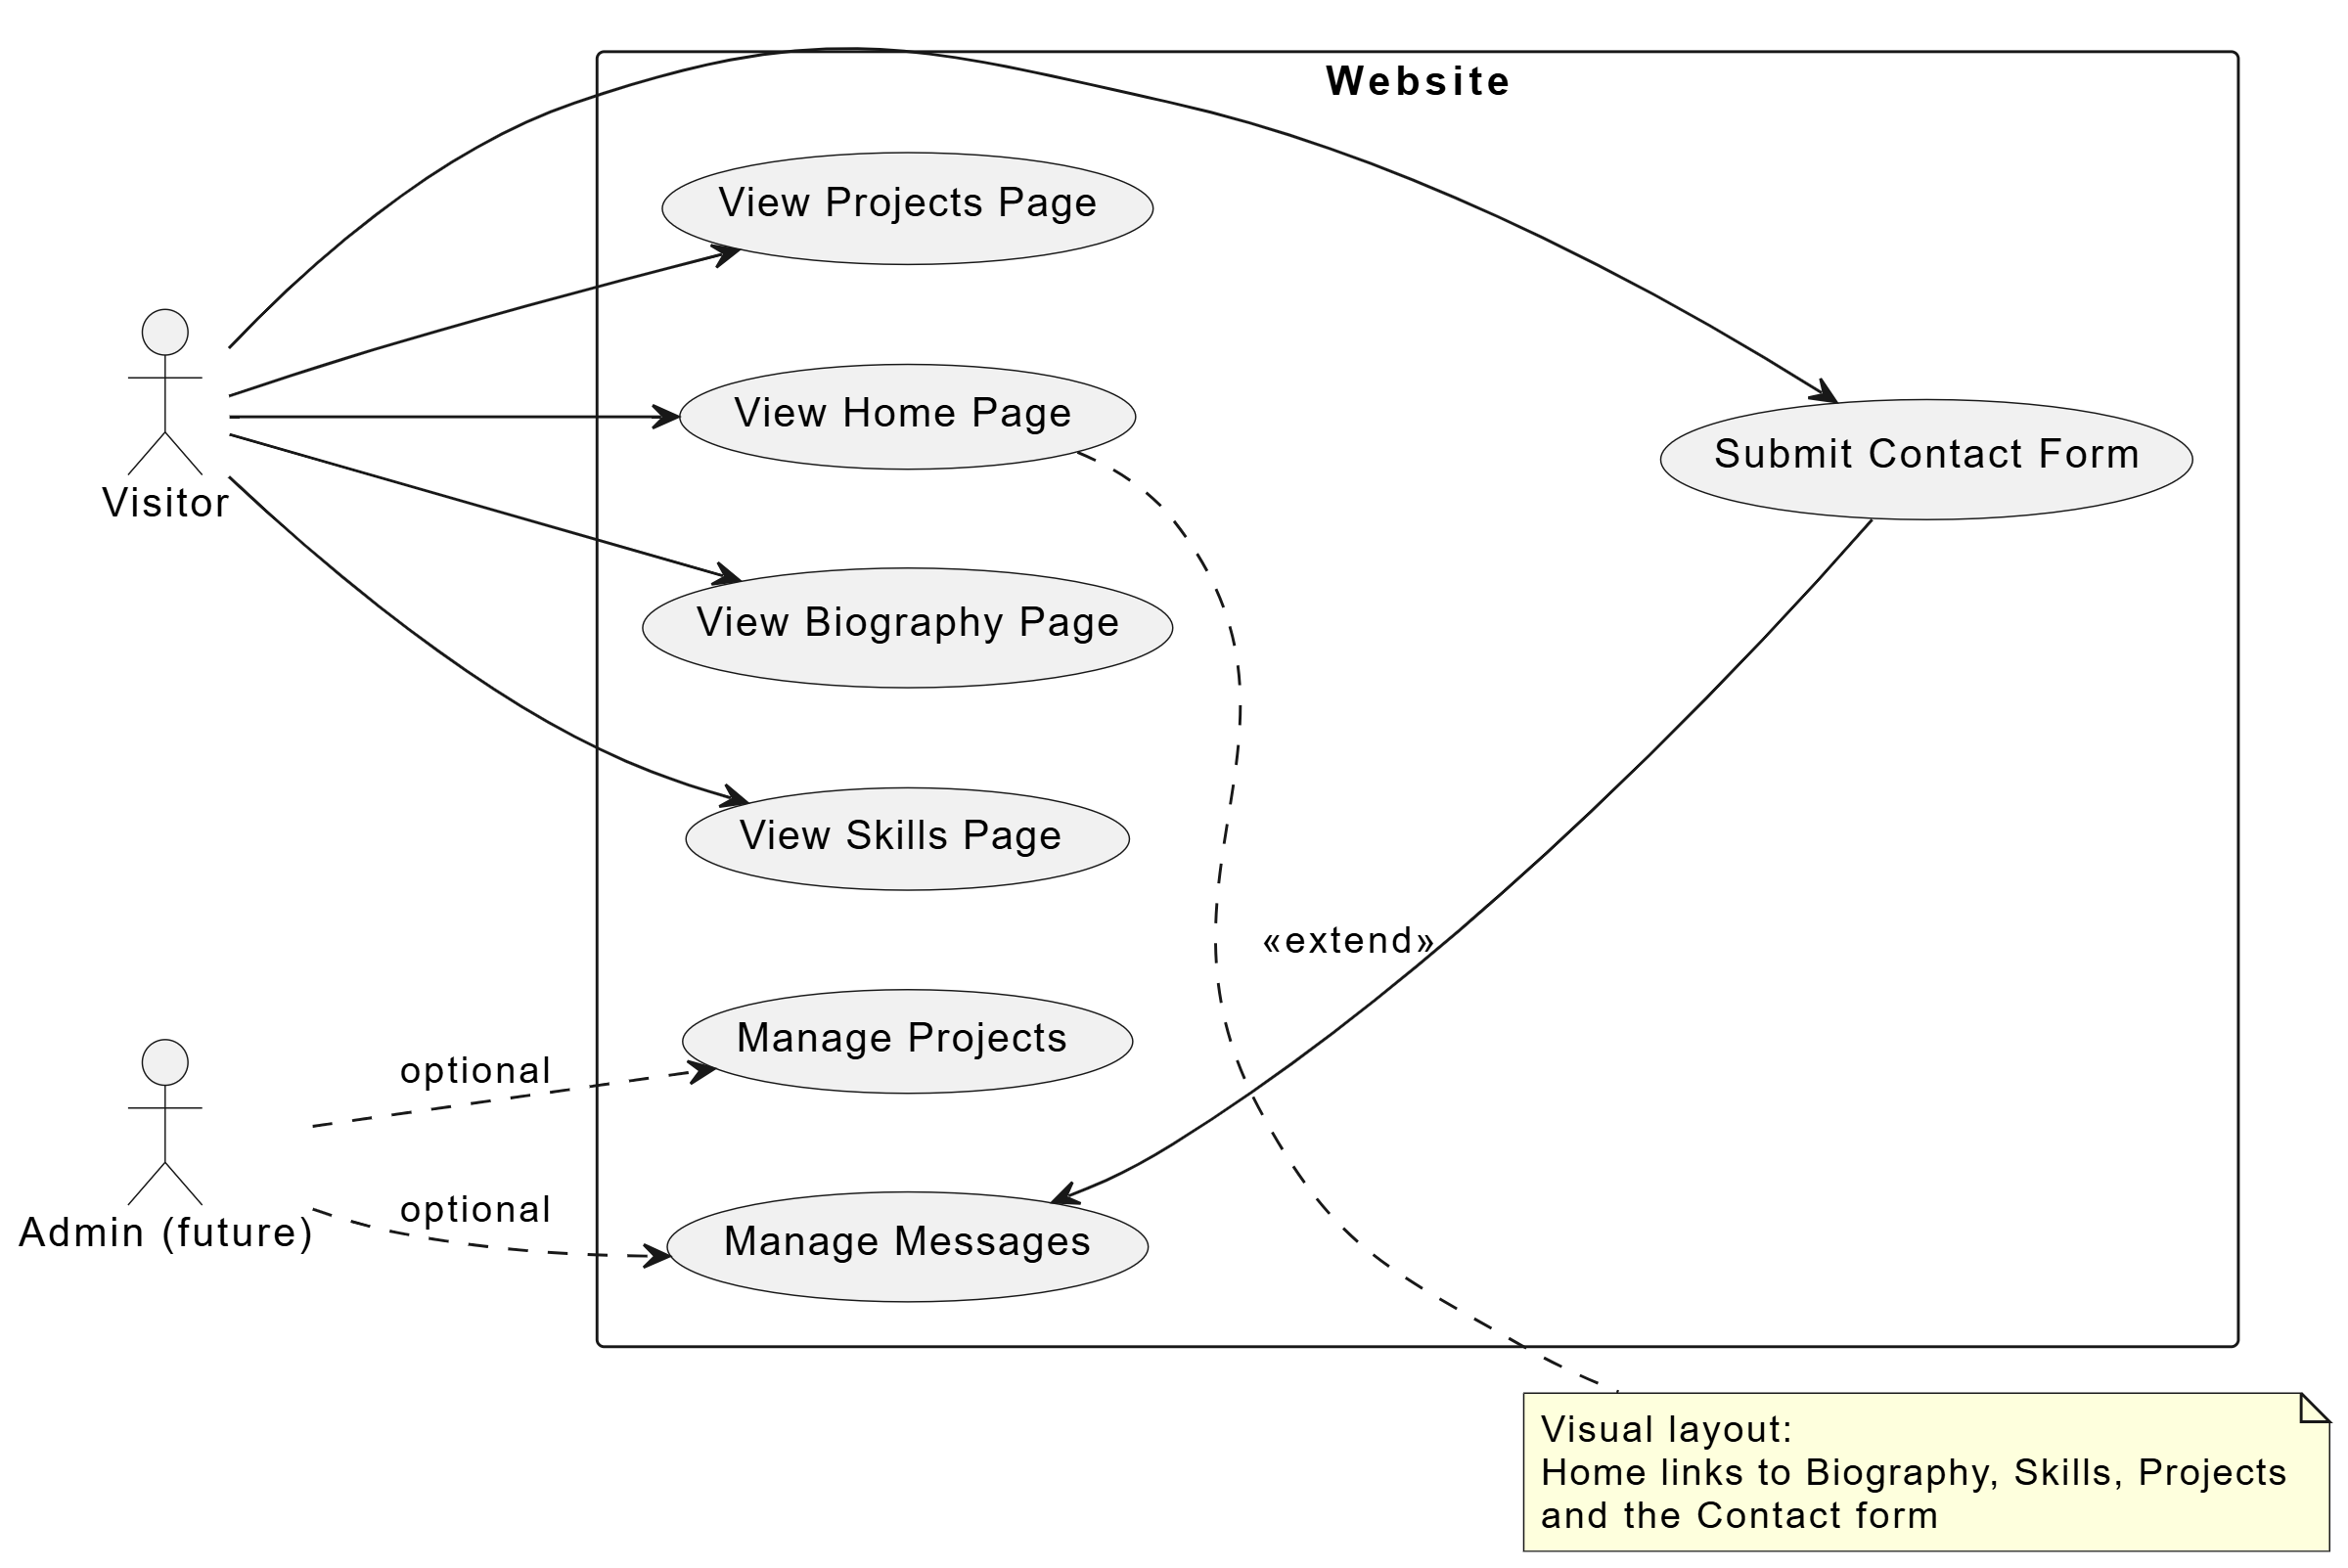 Website
View Projects Page
View Home Page
Submit Contact Form
Visitor
View Biography Page
View Skills Page
«extend»
Manage Projects
optional
optional
Admin (future)
Manage Messages
Visual layout:
Home links to Biography, Skills, Projects
and the Contact form